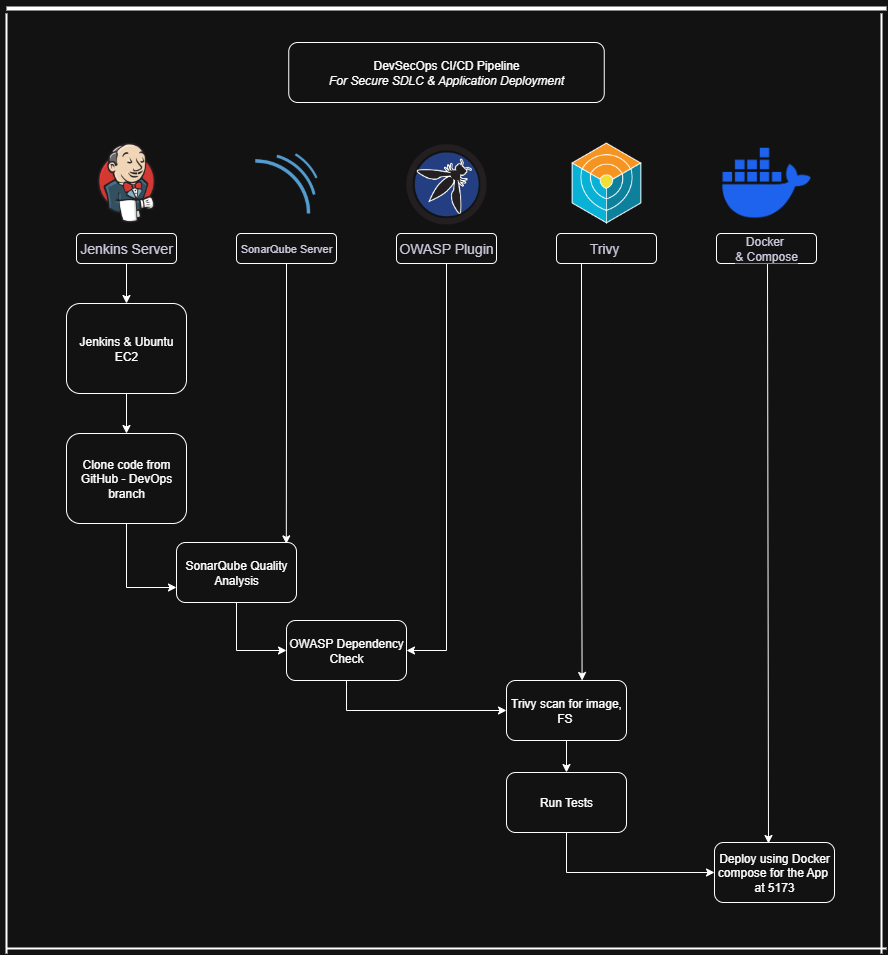 DevSecOps CI/CD Pipeline
For Secure SDLC & Application Deployment
Jenkins Server
SonarQube Server
OWASP Plugin
Trivy
Docker
& Compose
Jenkins & Ubuntu
EC2
Clone code from
GitHub - DevOps
branch
SonarQube Quality
Analysis
OWASP Dependency
Check
Trivy scan for image,
FS
Run Tests
Deploy using Docker
compose for the App
at 5173